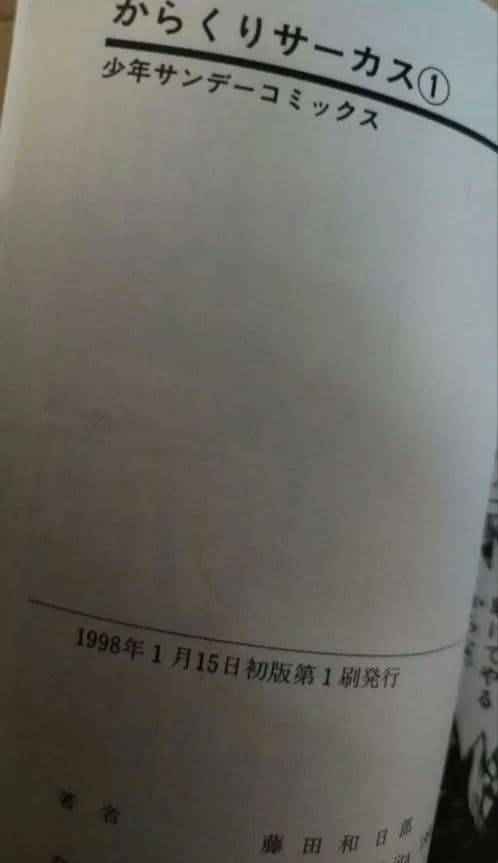 からくりサーカス①
少年サンデーコミックス
1998年1月15日初版第1刷発行
著者 藤田和日郎